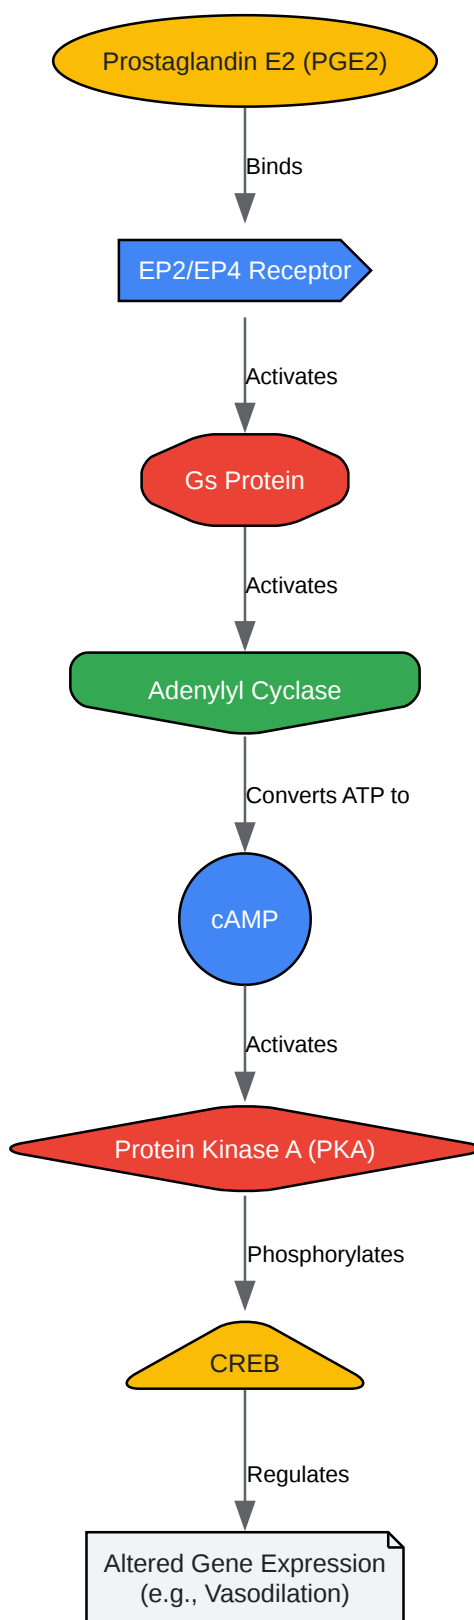 Prostaglandin E2 (PGE2)
Binds
EP2/EP4 Receptor
Activates
Gs Protein
Activates
Adenylyl Cyclase
Converts ATP to
cAMP
Activates
Protein Kinase A (PKA)
Phosphorylates
CREB
Regulates
Altered Gene Expression
(e.g., Vasodilation)